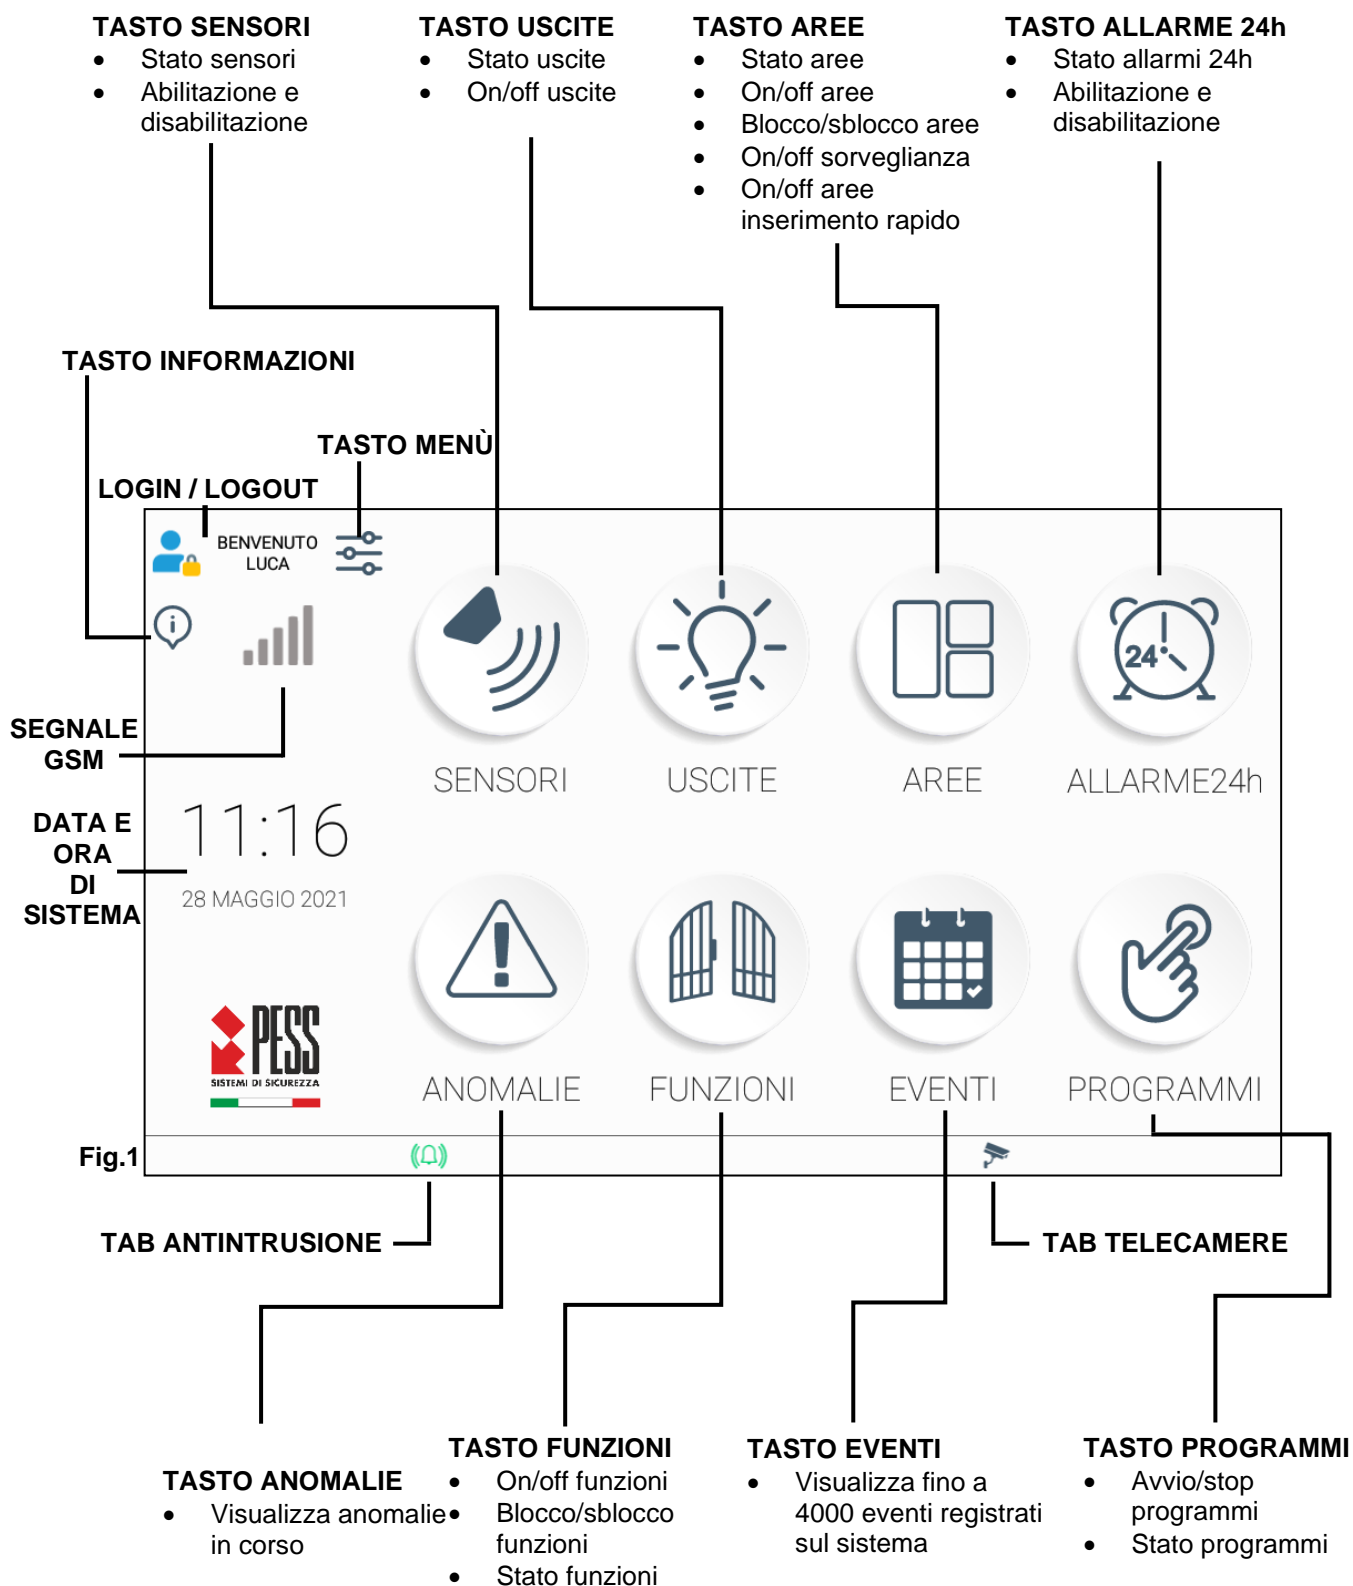 TASTO SENSORI
• Stato sensori
• Abilitazione e
disabilitazione
TASTO USCITE
• Stato uscite
• On/off uscite
TASTO AREE
• Stato aree
• On/off aree
• Blocco/sblocco aree
• On/off sorveglianza
• On/off aree
inserimento rapido
TASTO ALLARME 24h
• Stato allarmi 24h
• Abilitazione e
disabilitazione
TASTO INFORMAZIONI
TASTO MENÙ
LOGIN / LOGOUT
BENVENUTO
LUCA
i
24
SEGNALE
GSM
SENSORI
USCITE
AREE
ALLARME24h
DATA E
ORA
DI
SISTEMA
11:16
28 MAGGIO 2021
PESS
SISTEMI DI SICUREZZA
ANOMALIE
FUNZIONI
EVENTI
PROGRAMMI
Fig.1
TAB ANTINTRUSIONE
TAB TELECAMERE
TASTO ANOMALIE
• Visualizza anomalie
in corso
TASTO FUNZIONI
• On/off funzioni
• Blocco/sblocco
funzioni
• Stato funzioni
TASTO EVENTI
• Visualizza fino a
4000 eventi registrati
sul sistema
TASTO PROGRAMMI
• Avvio/stop
programmi
• Stato programmi